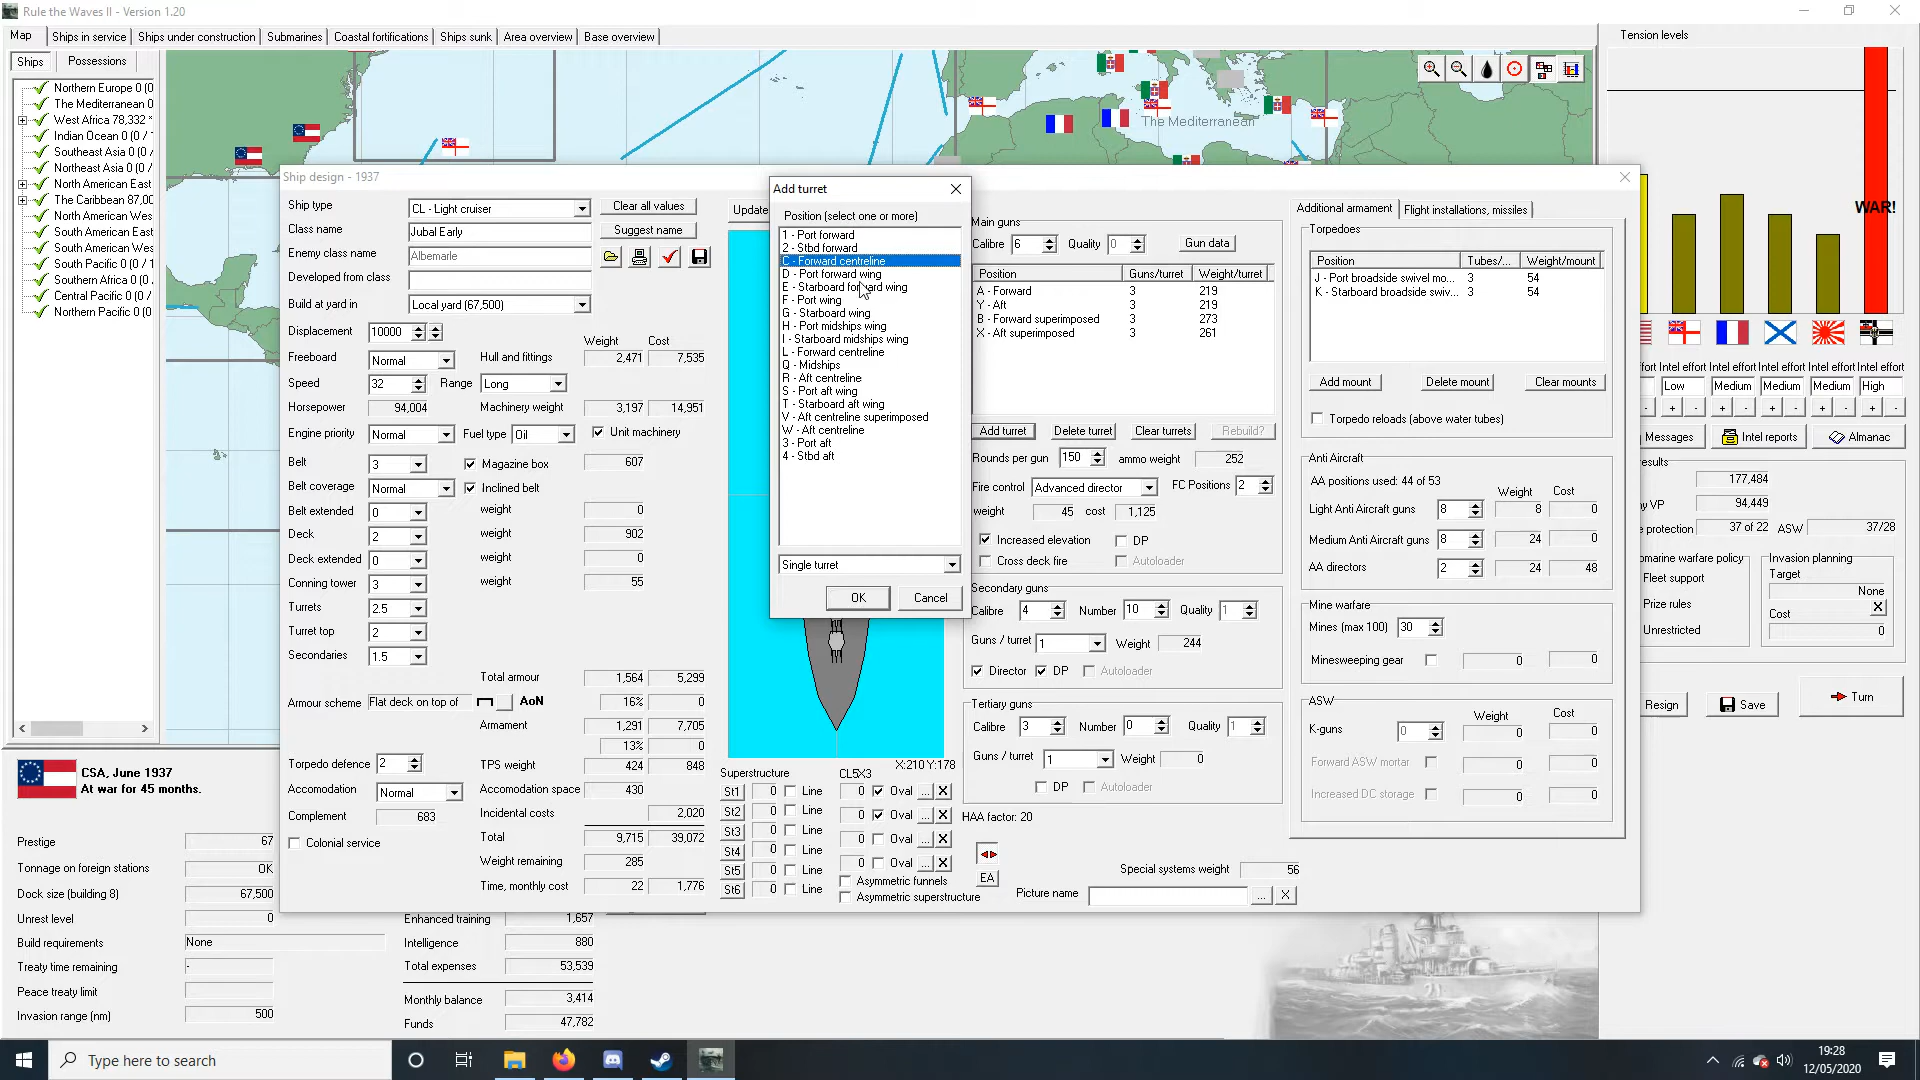 Rule the Waves II - Version 1.20
Map Ships in service Ships under construction Submarines Coastal fortifications Ships sunk Area overview Base overview
Ships Possessions
Northern Europe 0 (0
The Mediterranean 0
West Africa 78,332 *
Indian Ocean 0 (0 / 1
Southeast Asia 0 (0 /
Northeast Asia 0 (0 /
North American East
The Caribbean 87,00
North American Wes
South American East
South American Wes
South Pacific 0 (0 / 3
Southern Africa 0 (0 /
Central Pacific 0 (0 /
Northern Pacific 0 (0
The Mediterranean
Tension levels
WAR!
Ship design - 1937
Ship type CL - Light cruiser Clear all values
Class name Jubal Early Suggest name
Enemy class name Albemarle
Developed from class
Build at yard in Local yard (67,500)
Displacement 10000 Weight Cost
Freeboard Normal Hull and fittings 2,471 7,535
Speed 32 Range Long
Horsepower 94,004 Machinery weight 3,197 14,951
Engine priority Normal Fuel type Oil Unit machinery
Belt 3 Magazine box 607
Belt coverage Normal Inclined belt
Belt extended 0 weight 0
Deck 2 weight 902
Deck extended 0 weight 0
Conning tower 3 weight 55
Turrets 2.5
Turret top 2
Secondaries 1.5
Total armour 1,564 5,299
Armour scheme Flat deck on top of AoN 16% 0
Armament 1,291 7,705
13% 0
Torpedo defence 2 TPS weight 424 848
Accomodation Normal Accomodation space 430
Complement 683 Incidental costs 2,020
Colonial service Total 9,715 39,072
Weight remaining 285
Time, monthly cost 22 1,776
Update
Add turret
Position (select one or more)
1 - Port forward
2 - Stbd forward
C - Forward centreline
D - Port forward wing
E - Starboard forward wing
F - Port wing
G - Starboard wing
H - Port midships wing
I - Starboard midships wing
L - Forward centreline
Q - Midships
R - Aft centreline
S - Port aft wing
T - Starboard aft wing
V - Aft centreline superimposed
W - Aft centreline
3 - Port aft
4 - Stbd aft
Single turret
OK Cancel
X:210 Y:178
Superstructure CL5X3
St1 0 Line 0 Oval ... X
St2 0 Line 0 Oval ... X
St3 0 Line 0 Oval ... X
St4 0 Line 0 Oval ... X
St5 0 Line Asymmetric funnels
St6 0 Line Asymmetric superstructure
Main guns
Calibre 6 Quality 0 Gun data
Position Guns/turret Weight/turret
A - Forward 3 219
Y - Aft 3 219
B - Forward superimposed 3 273
X - Aft superimposed 3 261
Add turret Delete turret Clear turrets Rebuild?
Rounds per gun 150 ammo weight 252
Fire control Advanced director FC Positions 2
weight 45 cost 1,125
Increased elevation DP
Cross deck fire Autoloader
Secondary guns
Calibre 4 Number 10 Quality 1
Guns / turret 1 Weight 244
Director DP Autoloader
Tertiary guns
Calibre 3 Number 0 Quality 1
Guns / turret 1 Weight 0
DP Autoloader
HAA factor: 20
EA
Special systems weight 56
Picture name ... X
Additional armament Flight installations, missiles
Torpedoes
Position Tubes/... Weight/mount
J - Port broadside swivel mo... 3 54
K - Starboard broadside swiv... 3 54
Add mount Delete mount Clear mounts
Torpedo reloads (above water tubes)
Anti Aircraft
AA positions used: 44 of 53 Weight Cost
Light Anti Aircraft guns 8 8 0
Medium Anti Aircraft guns 8 24 0
AA directors 2 24 48
Mine warfare
Mines (max 100) 30
Minesweeping gear 0 0
ASW
Weight Cost
K-guns 0 0 0
Forward ASW mortar 0 0
Increased DC storage 0 0
fort Intel effort Intel effort Intel effort Intel effort Intel effort
Low Medium Medium Medium High
- + - + - + - + - + -
Messages Intel reports Almanac
esults
177,484
y VP 94,449
e protection 37 of 22 ASW 37/28
marine warfare policy Invasion planning
Fleet support Target
None
Prize rules Cost X
Unrestricted 0
Resign Save Turn
CSA, June 1937
At war for 45 months.
Prestige 67
Tonnage on foreign stations OK
Dock size (building 8) 67,500
Unrest level 0
Build requirements None
Treaty time remaining -
Peace treaty limit
Invasion range (nm) 500
Enhanced training 1,657
Intelligence 880
Total expenses 53,539
Monthly balance 3,414
Funds 47,782
Type here to search
19:28
12/05/2020